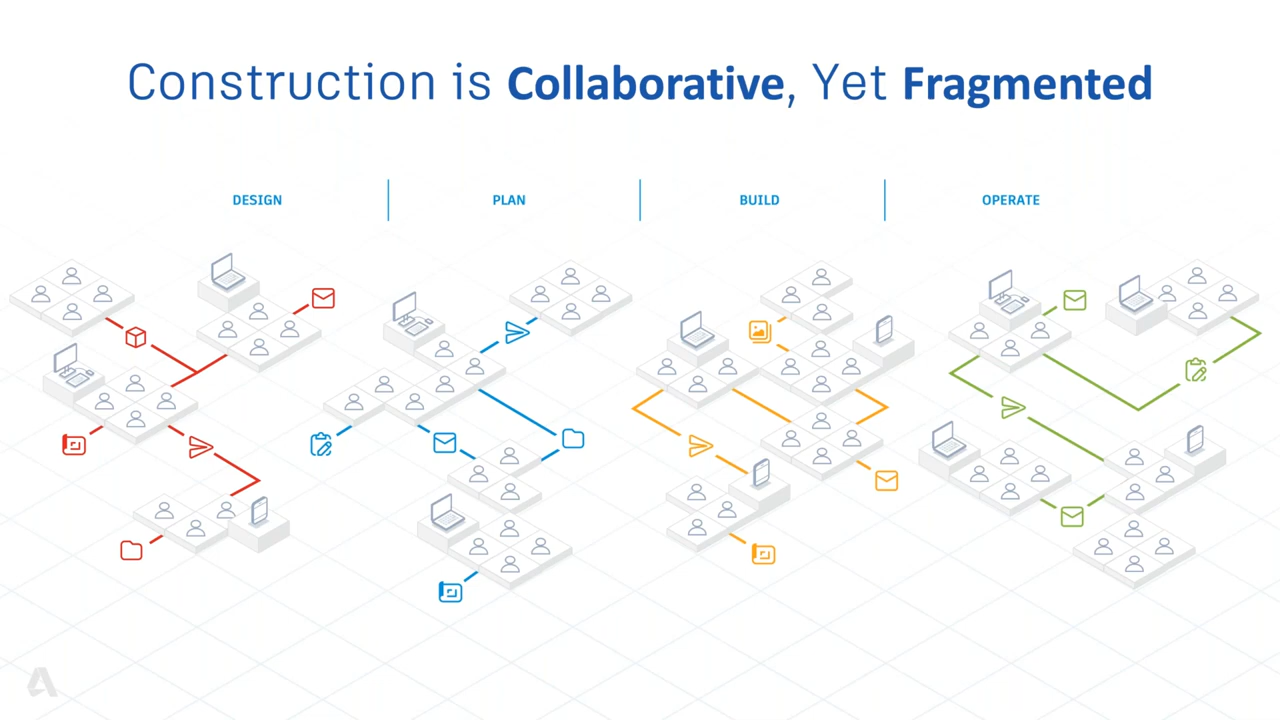 Construction is Collaborative, Yet Fragmented
DESIGN
PLAN
BUILD
OPERATE